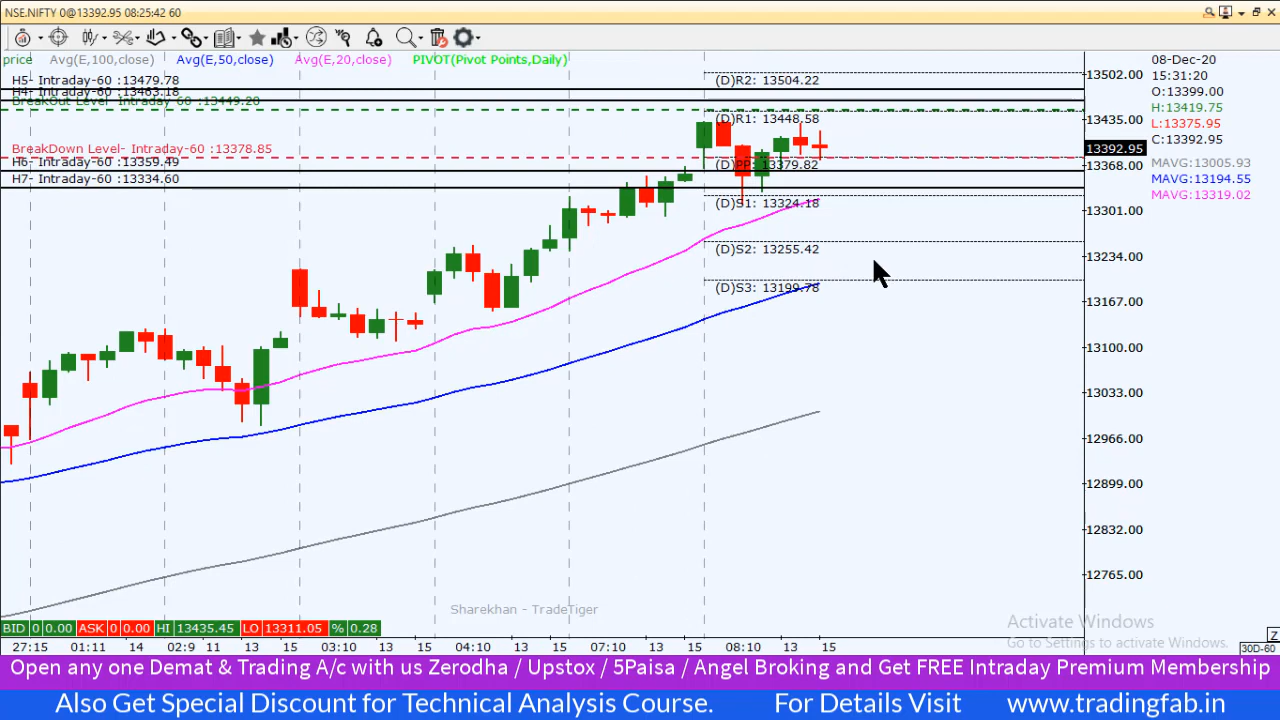 NSE.NIFTY 0@13392.95 08:25:42 60
price Avg(E,100,close) Avg(E,50,close) Avg(E,20,close) PIVOT(Pivot Points,Daily)
H5- Intraday-60 :13479.78
H4- Intraday-60 :13463.18
BreakOut Level- Intraday-60 :13449.20
BreakDown Level- Intraday-60 :13378.85
H6- Intraday-60 :13359.49
H7- Intraday-60 :13334.60
(D)R2: 13504.22
(D)R1: 13448.58
(D)PP: 13379.82
(D)S1: 13324.18
(D)S2: 13255.42
(D)S3: 13199.78
13502.00
13435.00
13392.95
13368.00
13301.00
13234.00
13167.00
13100.00
13033.00
12966.00
12899.00
12832.00
12765.00
08-Dec-20
15:31:20
O:13399.00
H:13419.75
L:13375.95
C:13392.95
MAVG:13005.93
MAVG:13194.55
MAVG:13319.02
Sharekhan - TradeTiger
Activate Windows
Go to Settings to activate Windows.
BID 0 0.00 ASK 0 0.00 HI 13435.45 LO 13311.05 % 0.28
Z
27:15 01:11 14 02:9 11 13 15 03:10 13 15 04:10 13 15 07:10 13 15 08:10 13 15 30D-60
Open any one Demat & Trading A/c with us Zerodha / Upstox / 5Paisa / Angel Broking and Get FREE Intraday Premium Membership
Also Get Special Discount for Technical Analysis Course. For Details Visit www.tradingfab.in